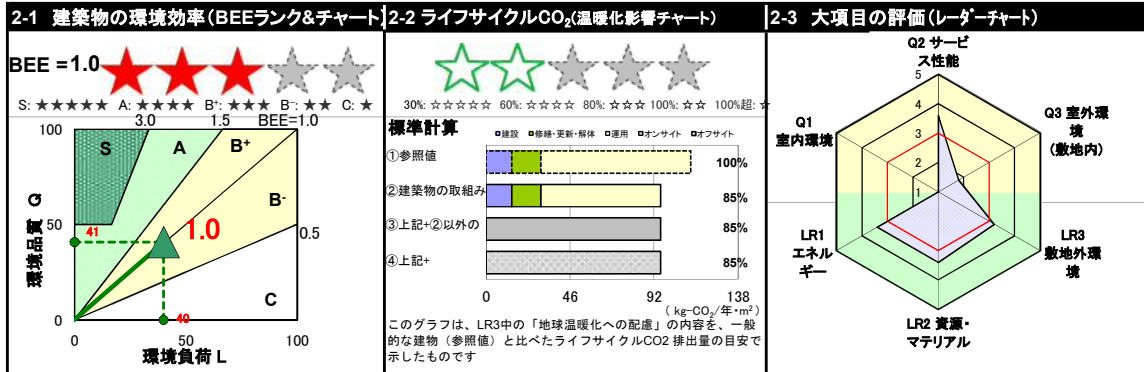 2-1 建築物の環境効率(BEEランク&チャート)
BEE =1.0
S: ★★★★★ A: ★★★★ B⁺: ★★★ B⁻: ★★ C: ★
3.0 1.5 BEE=1.0
100
S A B⁺
B⁻
50
41
1.0
0.5
C
40
0
0 50 100
環境品質 Q
環境負荷 L
2-2 ライフサイクルCO₂(温暖化影響チャート)
30%: ☆☆☆☆☆ 60%: ☆☆☆☆ 80%: ☆☆☆ 100%: ☆☆ 100%超: ☆
標準計算
■建設 ■修繕・更新・解体 □運用 ■オンサイト □オフサイト
①参照値 100%
②建築物の取組み 85%
③上記+②以外の 85%
④上記+ 85%
0 46 92 138
( kg-CO₂/年・m²)
このグラフは、LR3中の「地球温暖化への配慮」の内容を、一般
的な建物(参照値)と比べたライフサイクルCO2 排出量の目安で
示したものです
2-3 大項目の評価(レーダーチャート)
Q2 サービ
ス性能
5
4
3
2
1
Q1
室内環境
Q3 室外環
境
(敷地内)
LR1
エネル
ギー
LR3
敷地外環
境
LR2 資源・
マテリアル